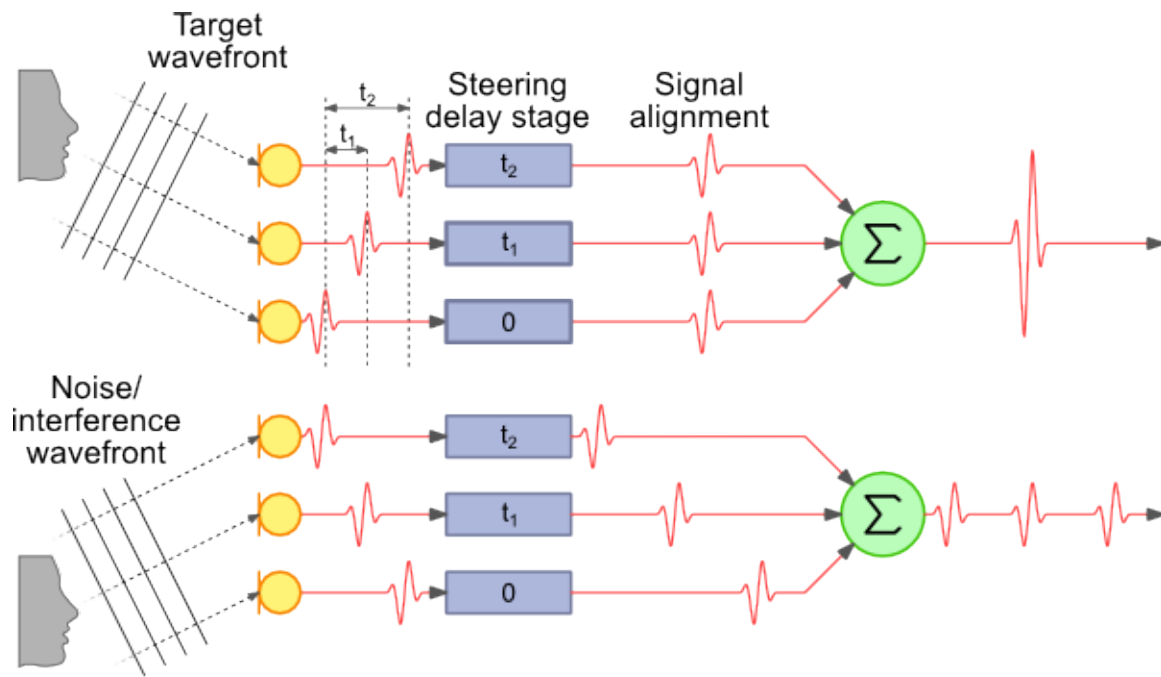 Target
wavefront
t₂
t₁
Steering
delay stage
Signal
alignment
t₂
t₁
0
Σ
Noise/
interference
wavefront
t₂
t₁
0
Σ